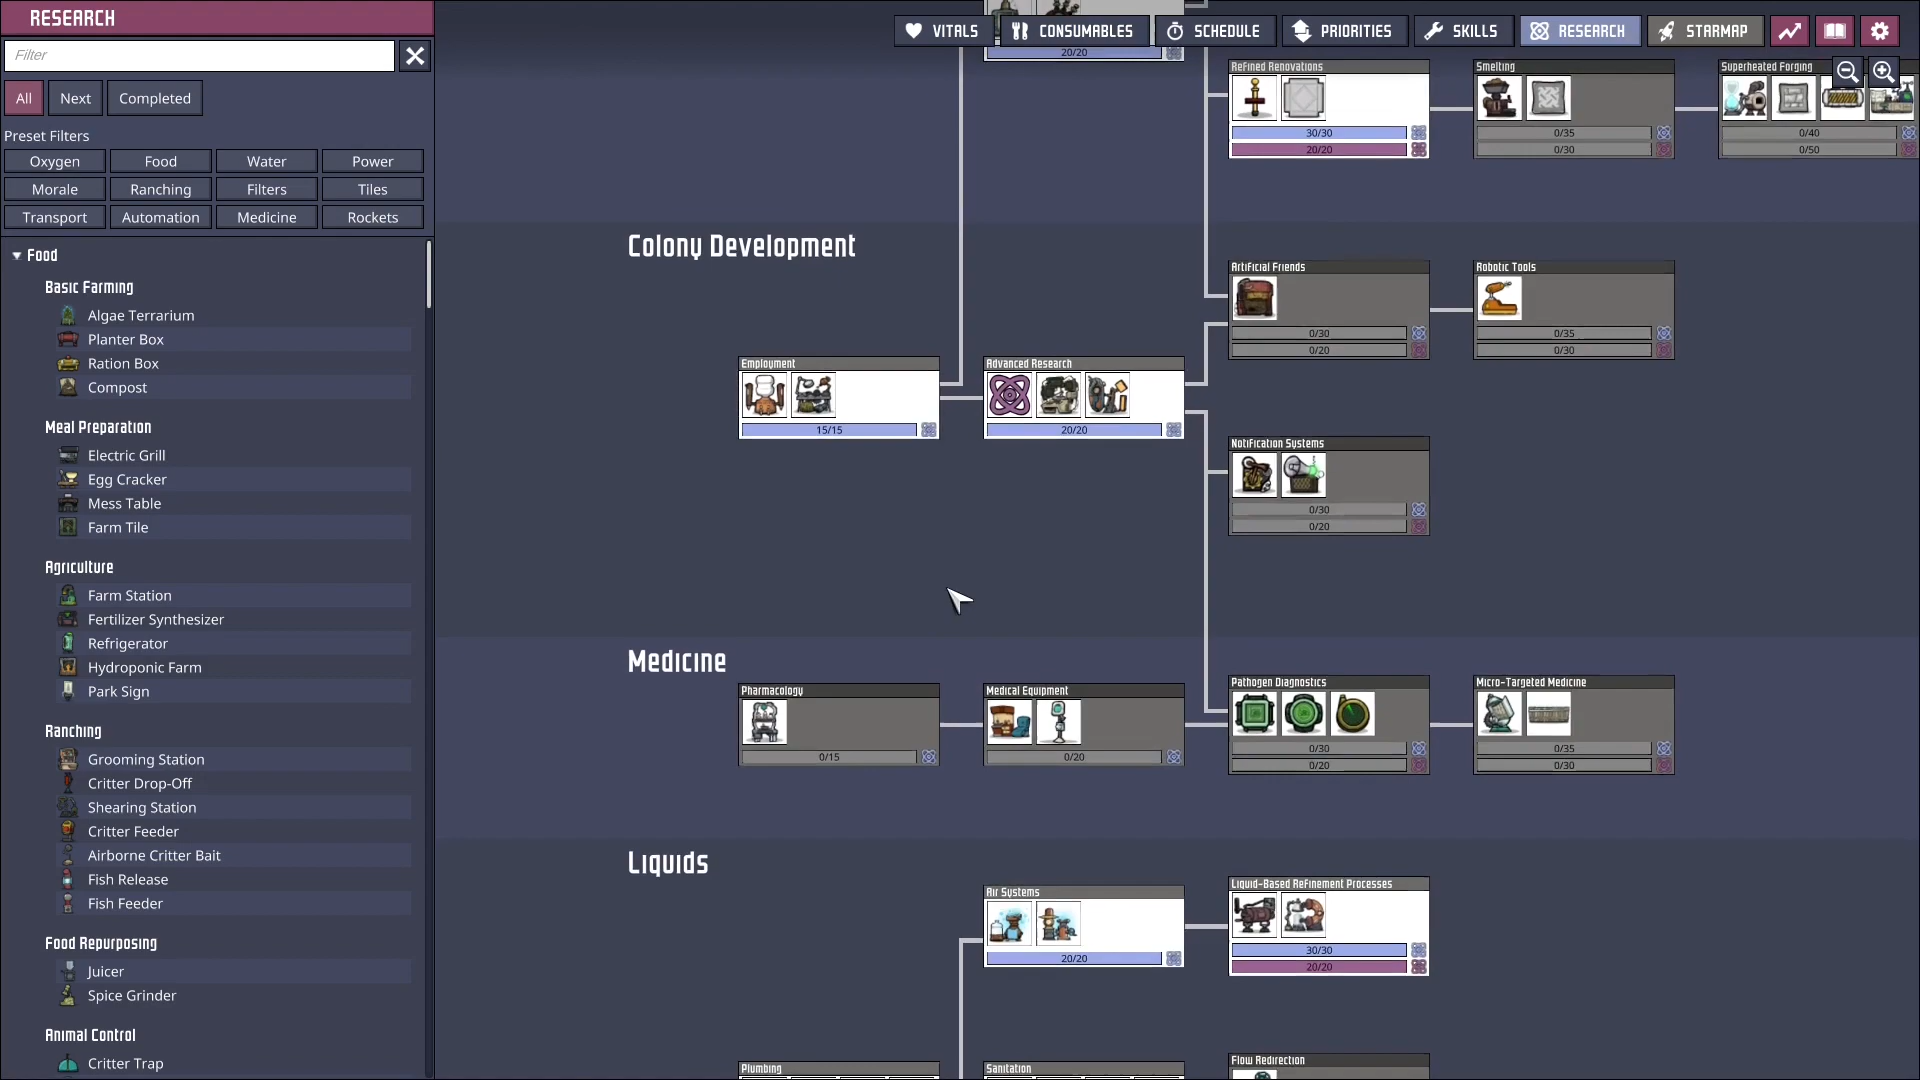 RESEARCH
VITALS
CONSUMABLES
SCHEDULE
PRIORITIES
SKILLS
RESEARCH
STARMAP
Filter
All
Next
Completed
Preset Filters
Oxygen
Food
Water
Power
Morale
Ranching
Filters
Tiles
Transport
Automation
Medicine
Rockets
Food
Basic Farming
Algae Terrarium
Planter Box
Ration Box
Compost
Meal Preparation
Electric Grill
Egg Cracker
Mess Table
Farm Tile
Agriculture
Farm Station
Fertilizer Synthesizer
Refrigerator
Hydroponic Farm
Park Sign
Ranching
Grooming Station
Critter Drop-Off
Shearing Station
Critter Feeder
Airborne Critter Bait
Fish Release
Fish Feeder
Food Repurposing
Juicer
Spice Grinder
Animal Control
Critter Trap
20/20
Refined Renovations
30/30
20/20
Smelting
0/35
0/30
Superheated Forging
0/40
0/50
Colony Development
Artificial Friends
0/30
0/20
Robotic Tools
0/35
0/30
Employment
15/15
Advanced Research
20/20
Notification Systems
0/30
0/20
Medicine
Pharmacology
0/15
Medical Equipment
0/20
Pathogen Diagnostics
0/30
0/20
Micro-Targeted Medicine
0/35
0/30
Liquids
Air Systems
20/20
Liquid-Based Refinement Processes
30/30
20/20
Plumbing
Sanitation
Flow Redirection